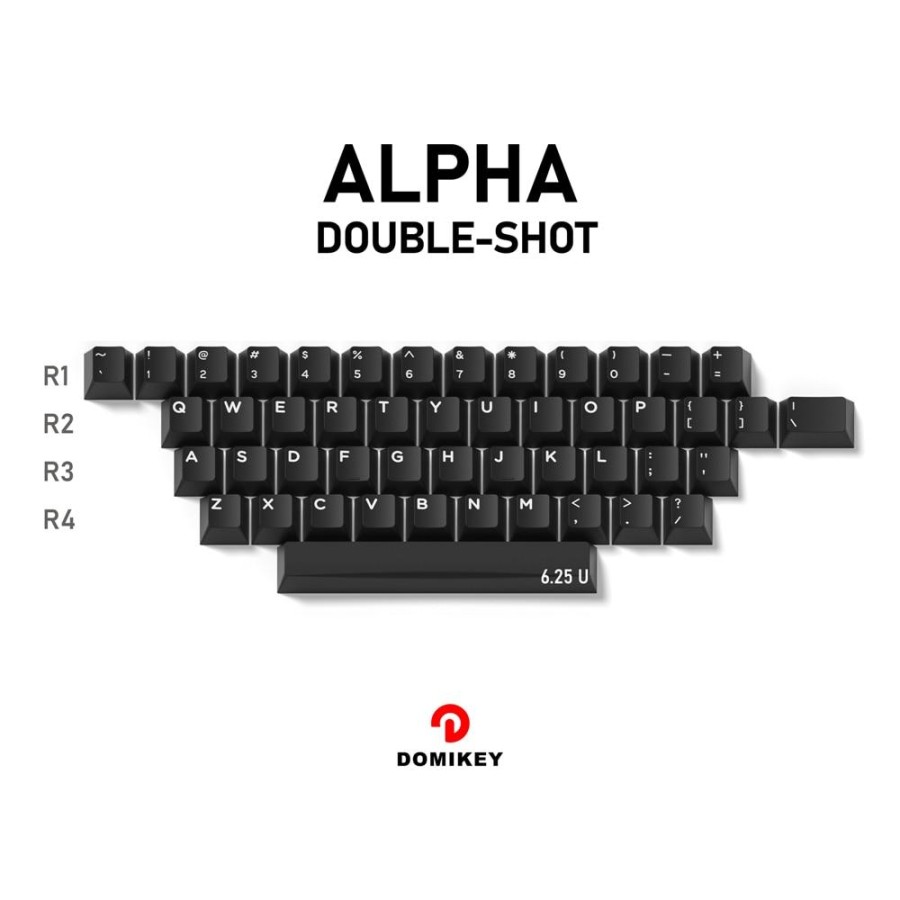 ALPHA
DOUBLE-SHOT
R1 ~ ` ! 1 @ 2 # 3 $ 4 % 5 ^ 6 & 7 * 8 ( 9 ) 0 — - + =
R2 Q W E R T Y U I O P { [ } ] | \
R3 A S D F G H J K L : ; " '
R4 Z X C V B N M < , > . ? /
6.25 U
DOMIKEY